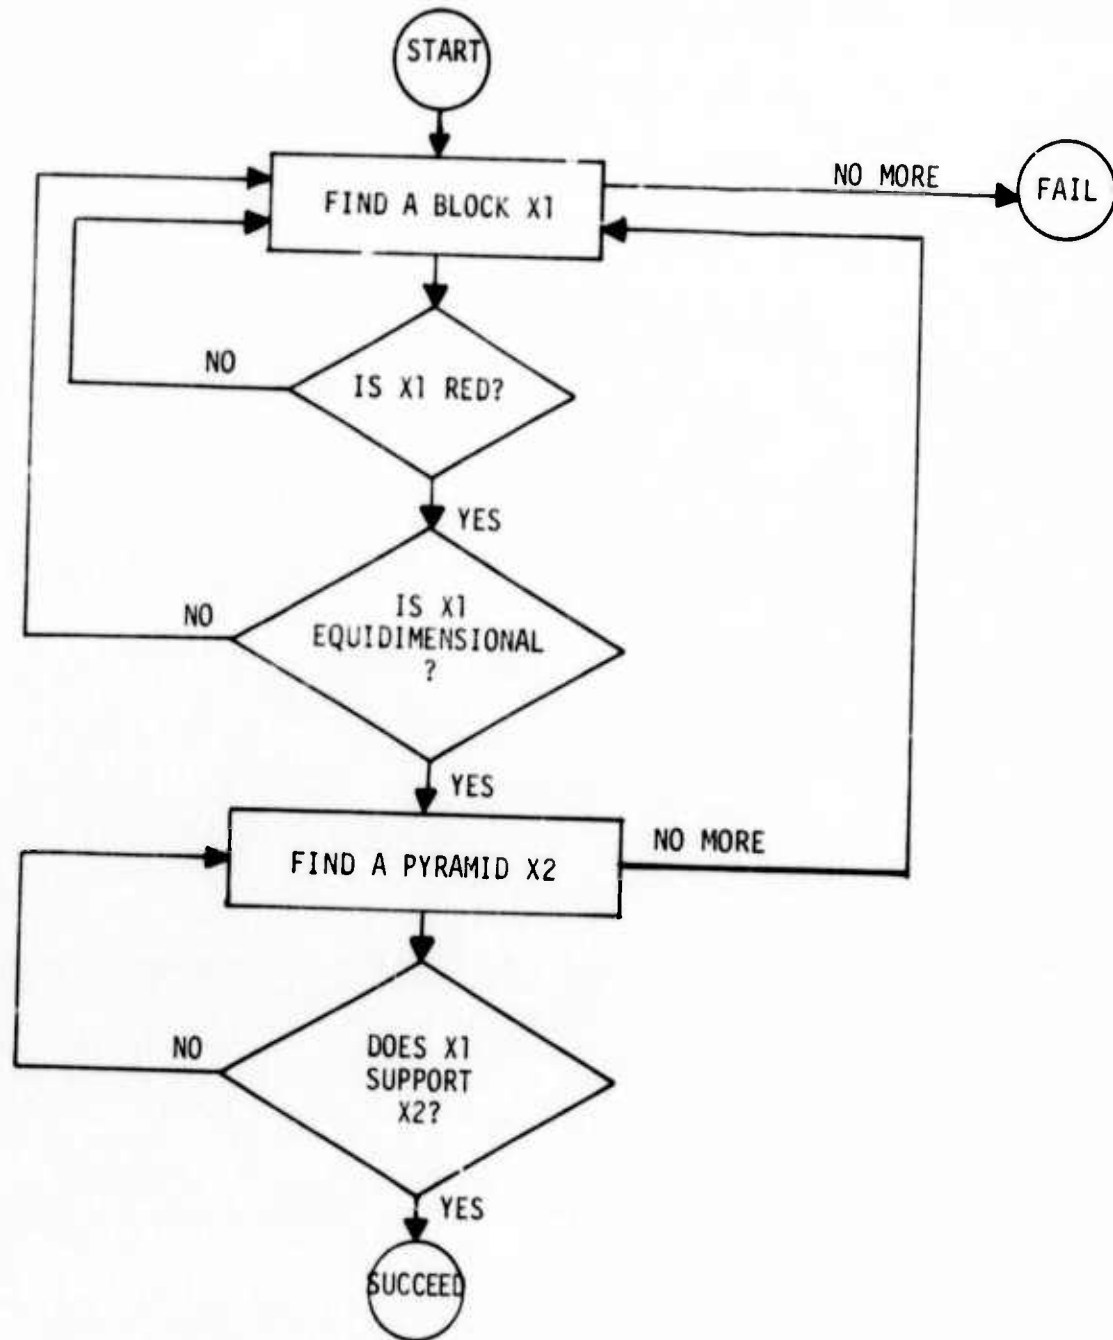 START
FIND A BLOCK X1
NO MORE
FAIL
NO
IS X1 RED?
YES
NO
IS X1
EQUIDIMENSIONAL
?
YES
FIND A PYRAMID X2
NO MORE
NO
DOES X1
SUPPORT
X2?
YES
SUCCEED